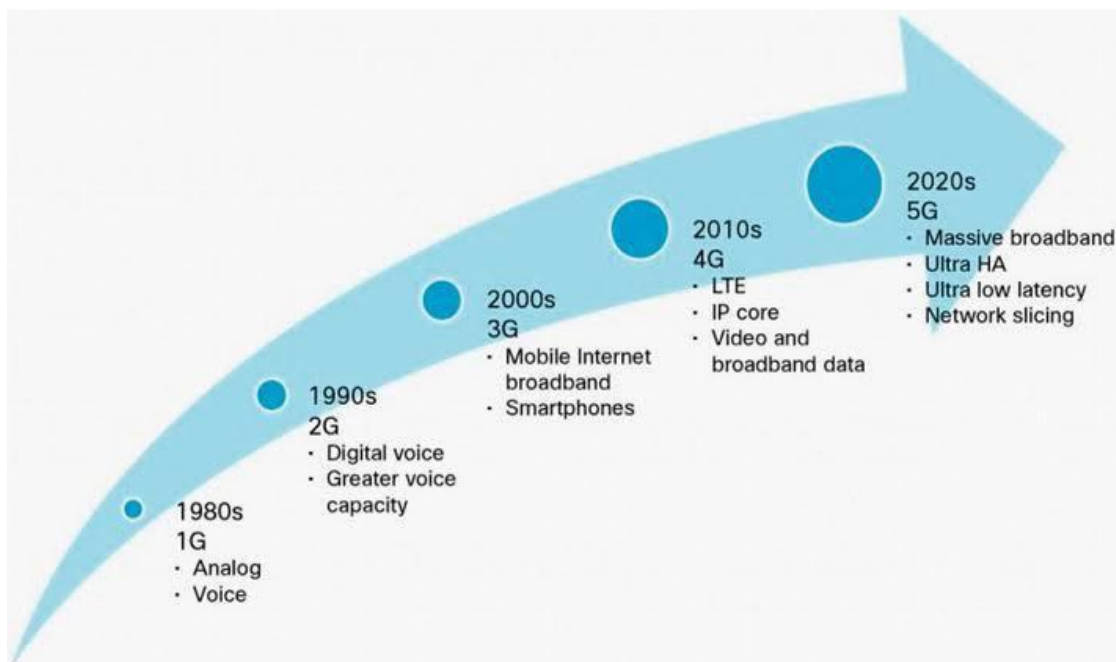 1980s
1G
· Analog
· Voice
1990s
2G
· Digital voice
· Greater voice
capacity
2000s
3G
· Mobile Internet
broadband
· Smartphones
2010s
4G
· LTE
· IP core
· Video and
broadband data
2020s
5G
· Massive broadband
· Ultra HA
· Ultra low latency
· Network slicing